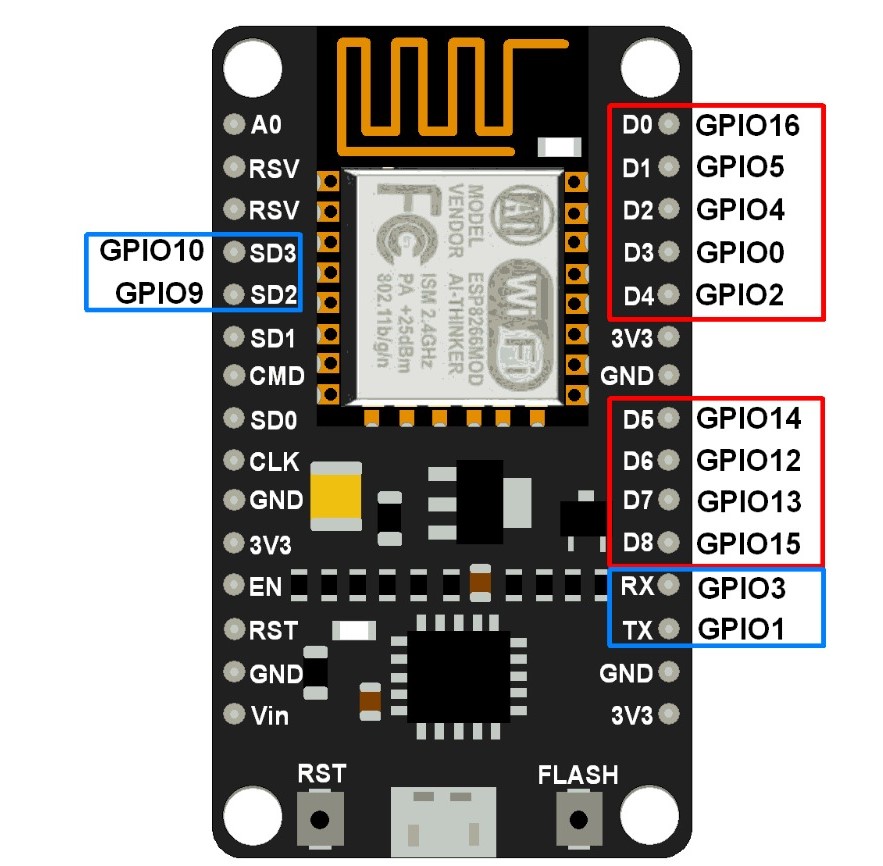 A0
RSV
RSV
GPIO10 SD3
GPIO9 SD2
SD1
CMD
SD0
CLK
GND
3V3
EN
RST
GND
Vin
MODEL ESP8266MOD
VENDOR AI-THINKER
ISM 2.4GHz
PA +25dBm
802.11b/g/n
FC
Ai
WiFi
D0 GPIO16
D1 GPIO5
D2 GPIO4
D3 GPIO0
D4 GPIO2
3V3
GND
D5 GPIO14
D6 GPIO12
D7 GPIO13
D8 GPIO15
RX GPIO3
TX GPIO1
GND
3V3
RST
FLASH